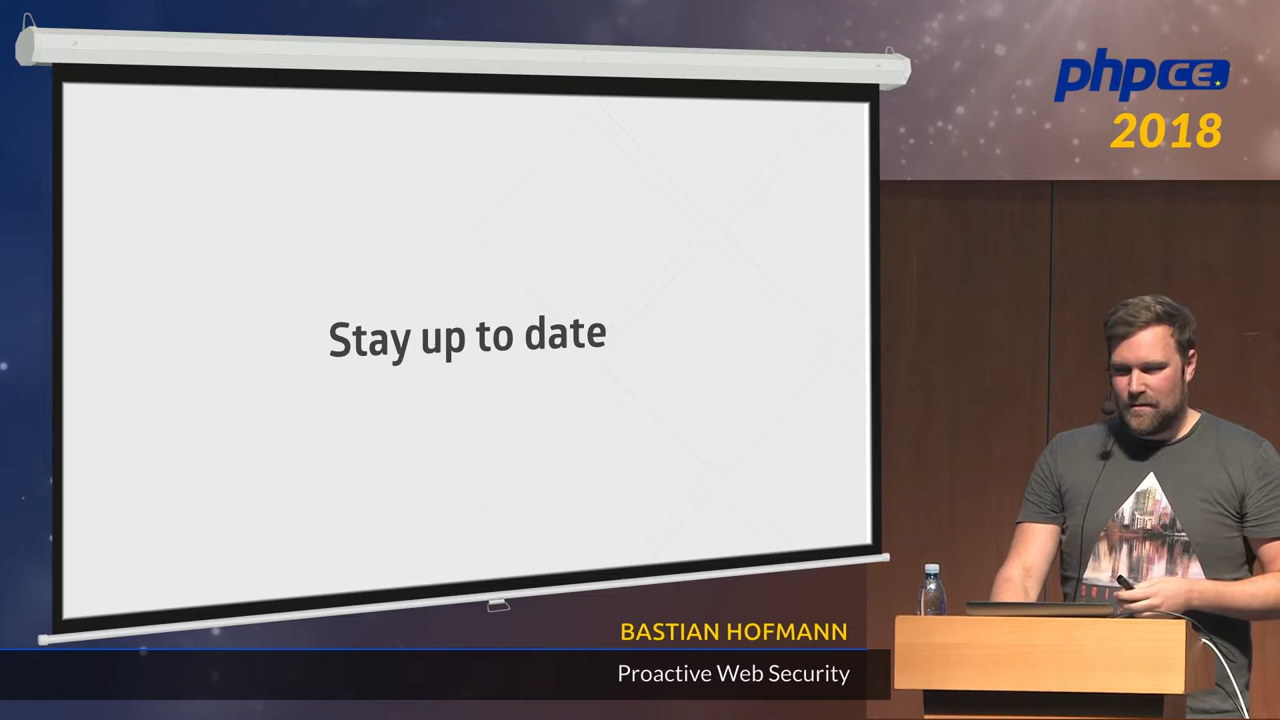 phpCE
2018
Stay up to date
BASTIAN HOFMANN
Proactive Web Security